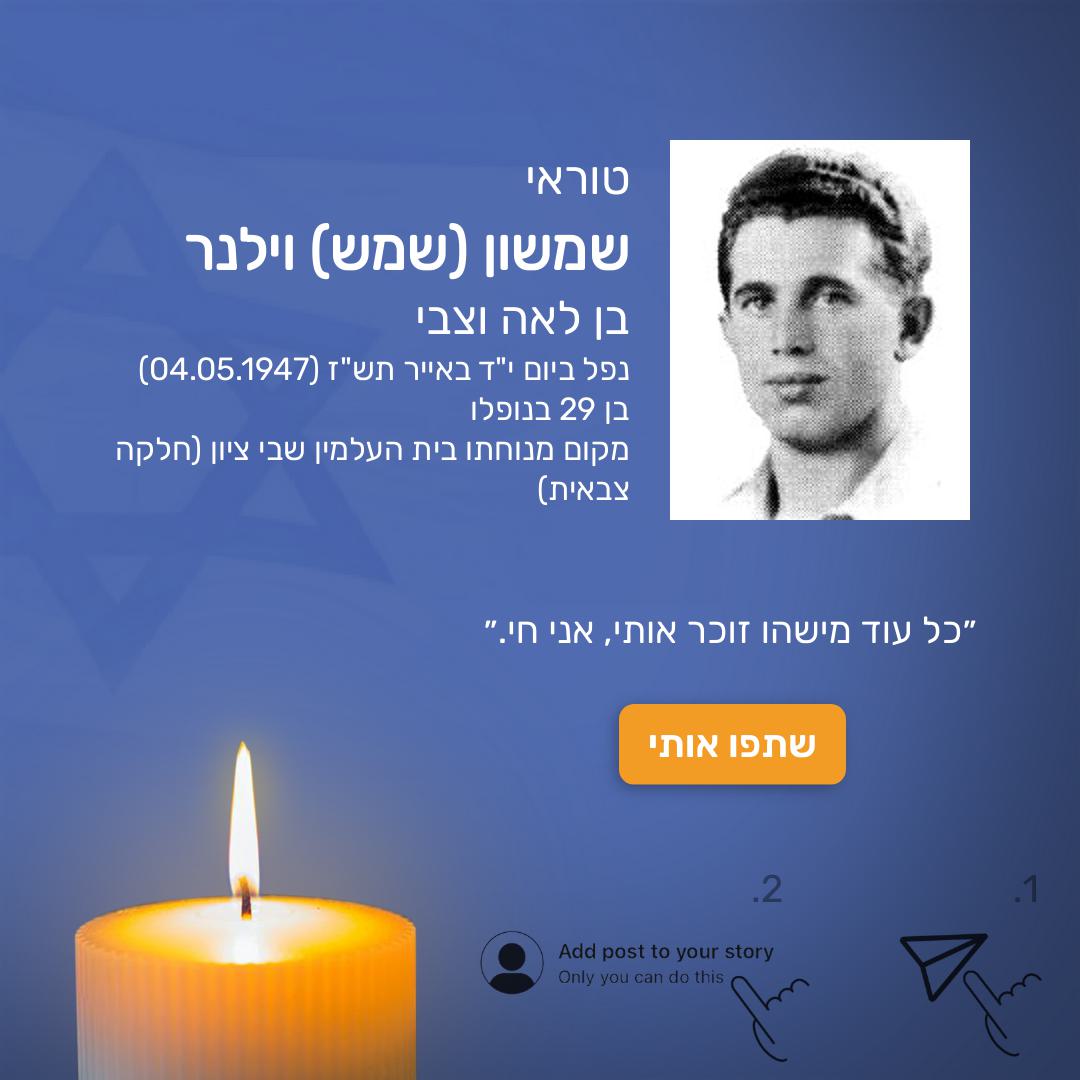 טוראי
שמשון (שמש) וילנר
בן לאה וצבי
נפל ביום י"ד באייר תש"ז (04.05.1947)
בן 29 בנופלו
מקום מנוחתו בית העלמין שבי ציון (חלקה
צבאית)
״כל עוד מישהו זוכר אותי, אני חי.״
שתפו אותי
1.
2.
Add post to your story
Only you can do this